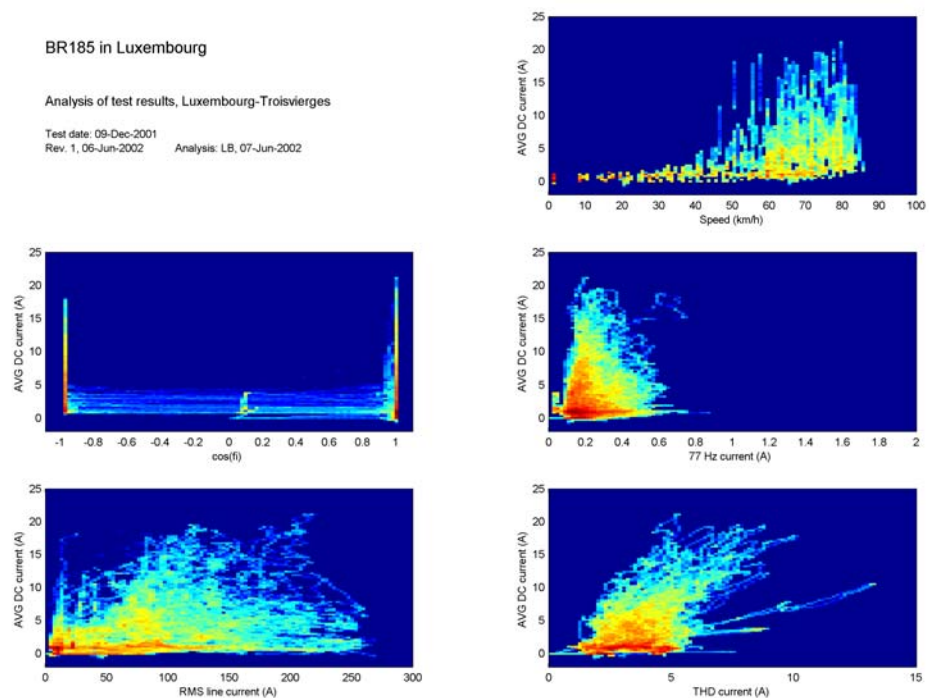 BR185 in Luxembourg
Analysis of test results, Luxembourg-Troisvierges
Test date: 09-Dec-2001
Rev. 1, 06-Jun-2002 Analysis: LB, 07-Jun-2002
AVG DC current (A)
25
20
15
10
5
0
0 10 20 30 40 50 60 70 80 90 100
Speed (km/h)
AVG DC current (A)
25
20
15
10
5
0
-1 -0.8 -0.6 -0.4 -0.2 0 0.2 0.4 0.6 0.8 1
cos(fi)
AVG DC current (A)
25
20
15
10
5
0
0 0.2 0.4 0.6 0.8 1 1.2 1.4 1.6 1.8 2
77 Hz current (A)
AVG DC current (A)
25
20
15
10
5
0
0 50 100 150 200 250 300
RMS line current (A)
AVG DC current (A)
25
20
15
10
5
0
0 5 10 15
THD current (A)